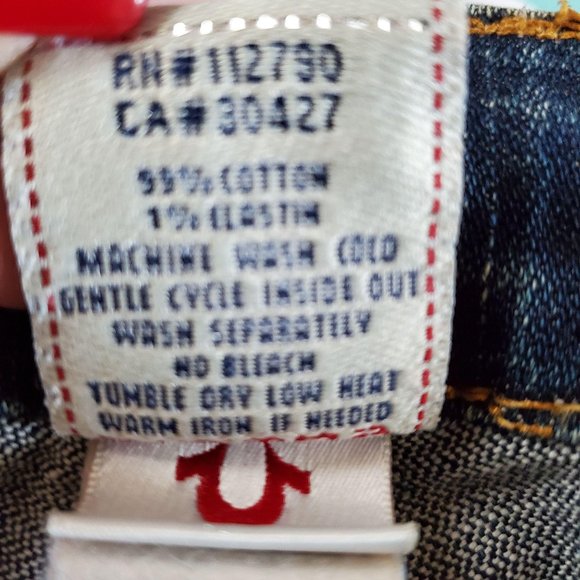 RN# 112790
CA# 30427
99% COTTON
1% ELASTIN
MACHINE WASH COLD
GENTLE CYCLE INSIDE OUT
WASH SEPARATELY
NO BLEACH
TUMBLE DRY LOW HEAT
WARM IRON IF NEEDED